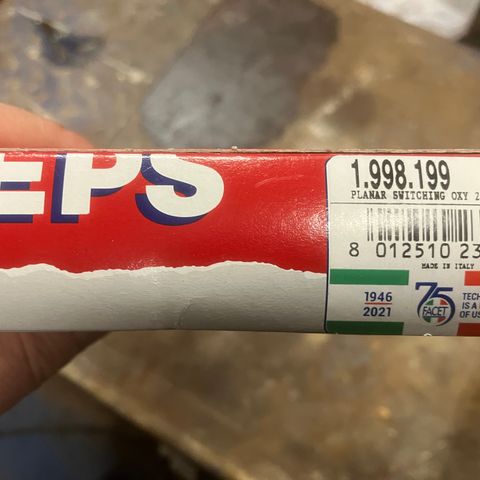 EPS
1.998.199
PLANAR SWITCHING OXY 2
8 012510 23
MADE IN ITALY
1946
2021
75
FACET
TECH
IS A
OF US